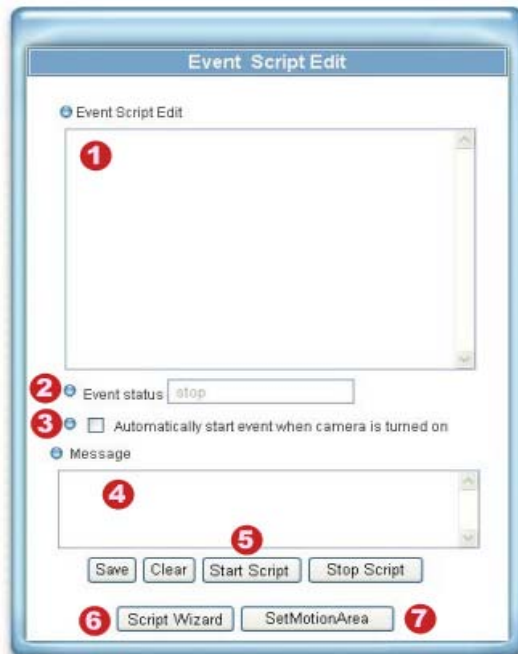 Event Script Edit
Event Script Edit
1
2 Event status stop
3 Automatically start event when camera is turned on
Message
4
5
Save Clear Start Script Stop Script
6 Script Wizard SetMotionArea 7